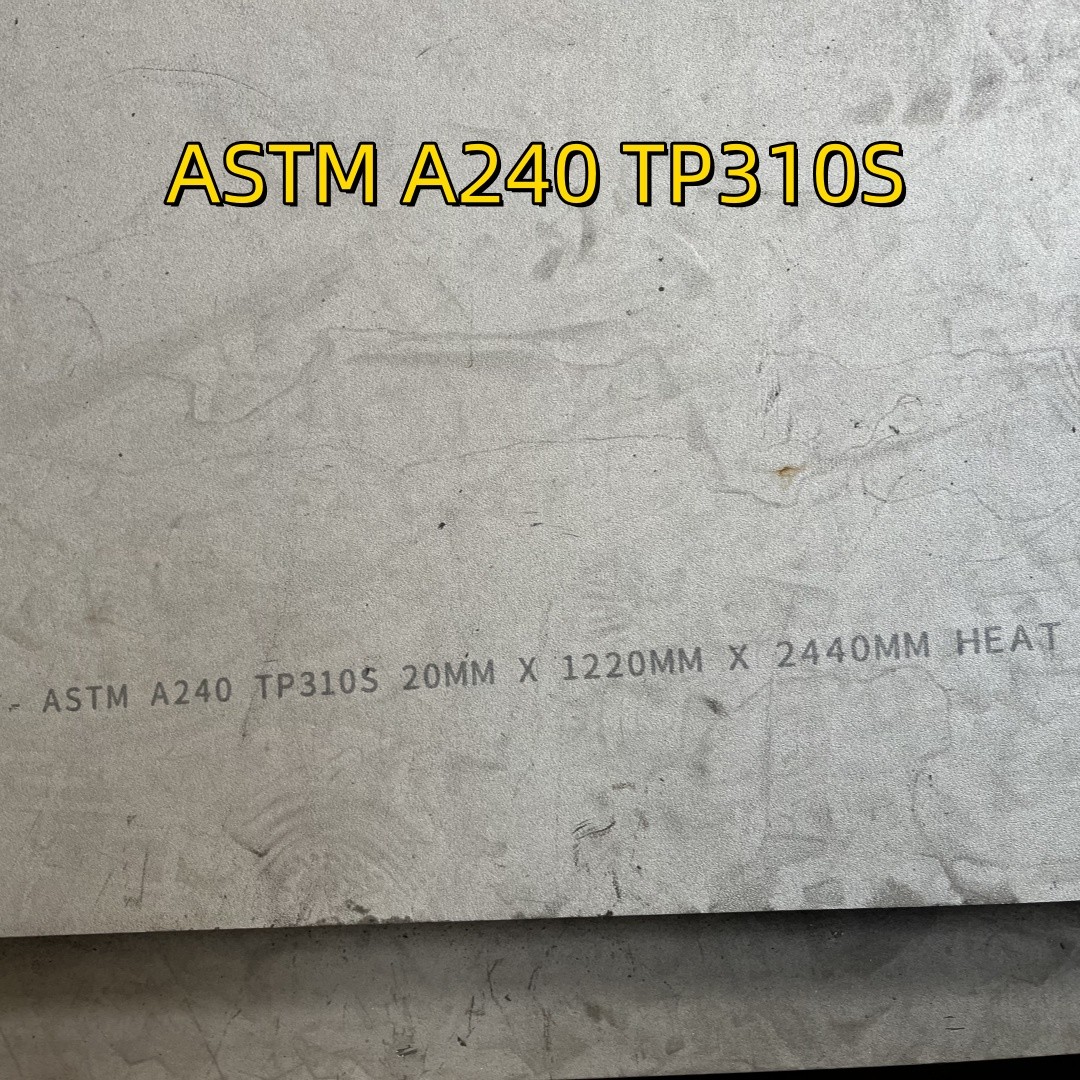 ASTM A240 TP310S
- ASTM A240 TP310S 20MM X 1220MM X 2440MM HEAT